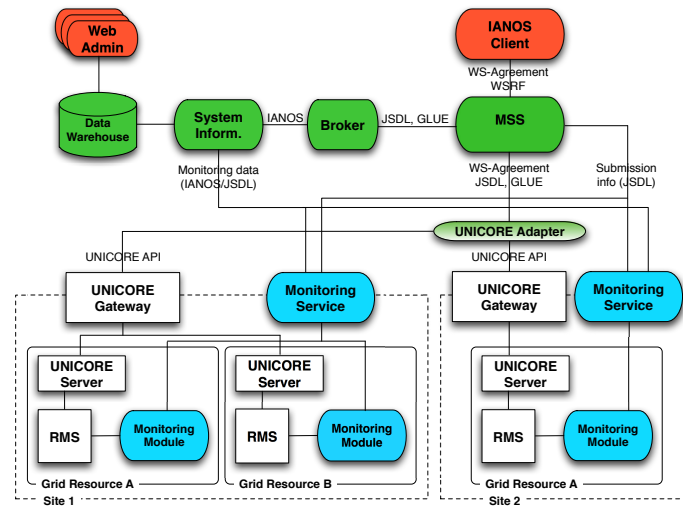 Web
Admin
IANOS
Client
WS-Agreement
WSRF
Data
Warehouse
System
Inform.
IANOS
Broker
JSDL, GLUE
MSS
Monitoring data
(IANOS/JSDL)
WS-Agreement
JSDL, GLUE
Submission
info (JSDL)
UNICORE Adapter
UNICORE API
UNICORE API
UNICORE
Gateway
Monitoring
Service
UNICORE
Gateway
Monitoring
Service
UNICORE
Server
UNICORE
Server
UNICORE
Server
RMS
Monitoring
Module
RMS
Monitoring
Module
RMS
Monitoring
Module
Grid Resource A
Grid Resource B
Grid Resource A
Site 1
Site 2